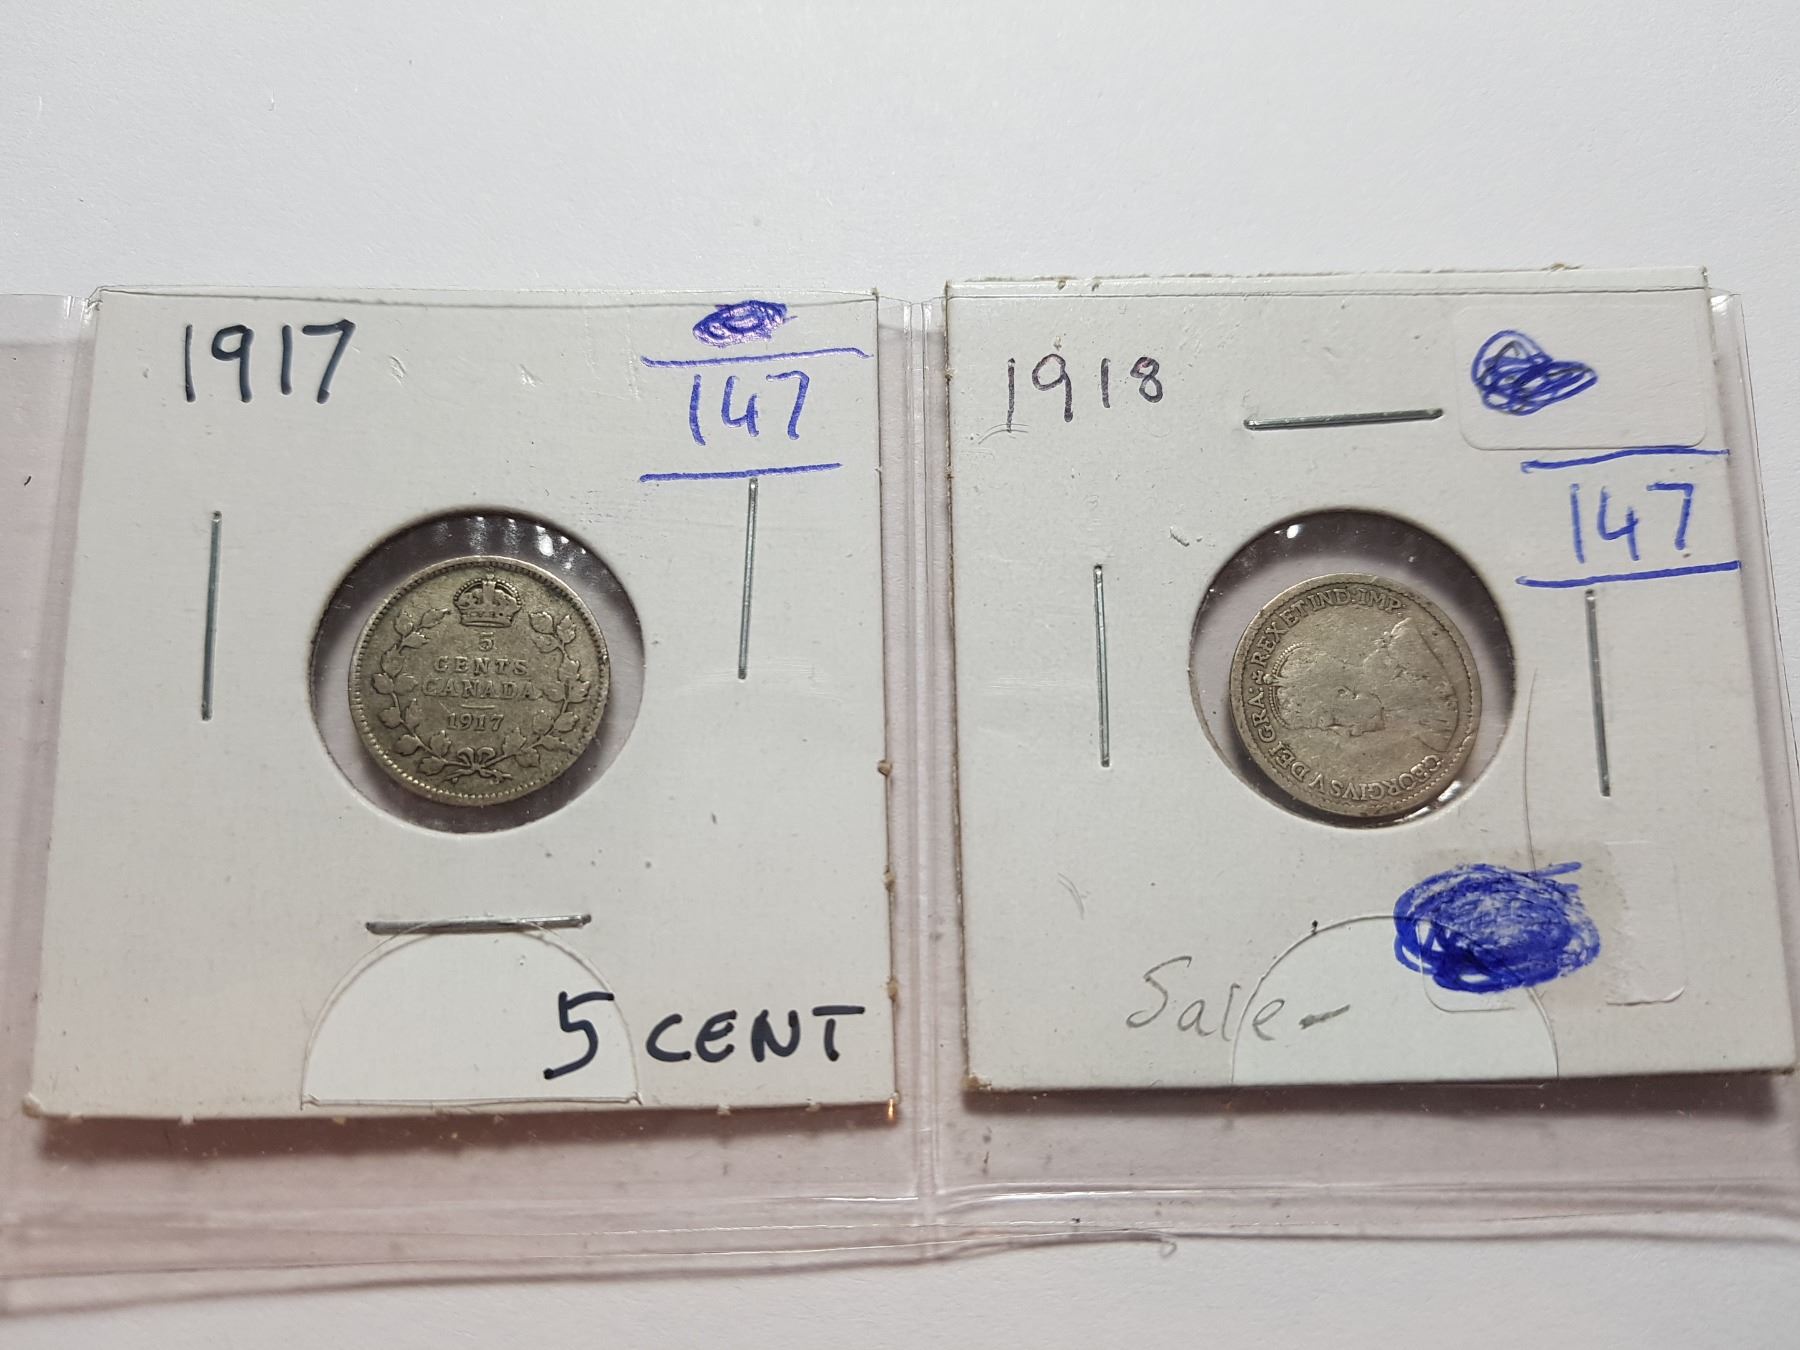 1917
147
5
CENTS
CANADA
1917
5 CENT
1918
147
GEORGIVS V DEI GRA: REX ET IND: IMP:
Sale-